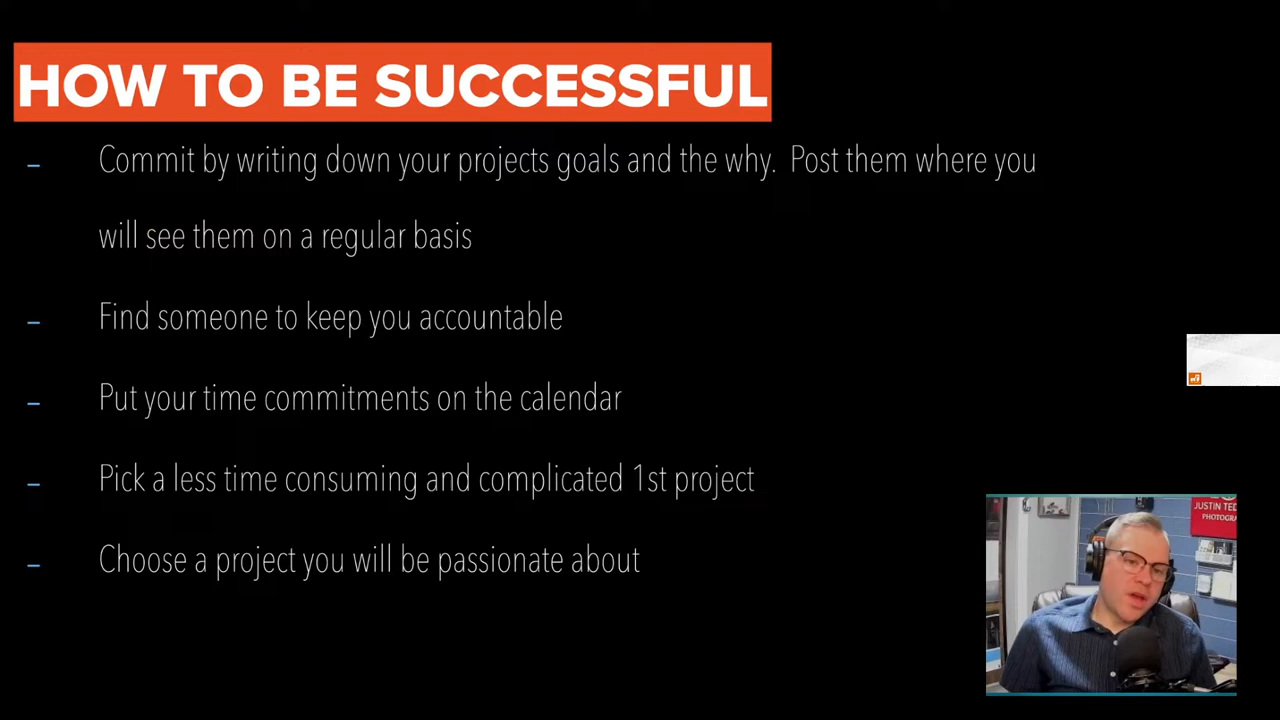 HOW TO BE SUCCESSFUL
– Commit by writing down your projects goals and the why. Post them where you
will see them on a regular basis
– Find someone to keep you accountable
– Put your time commitments on the calendar
– Pick a less time consuming and complicated 1st project
– Choose a project you will be passionate about
JUSTIN TED
PHOTOGRA